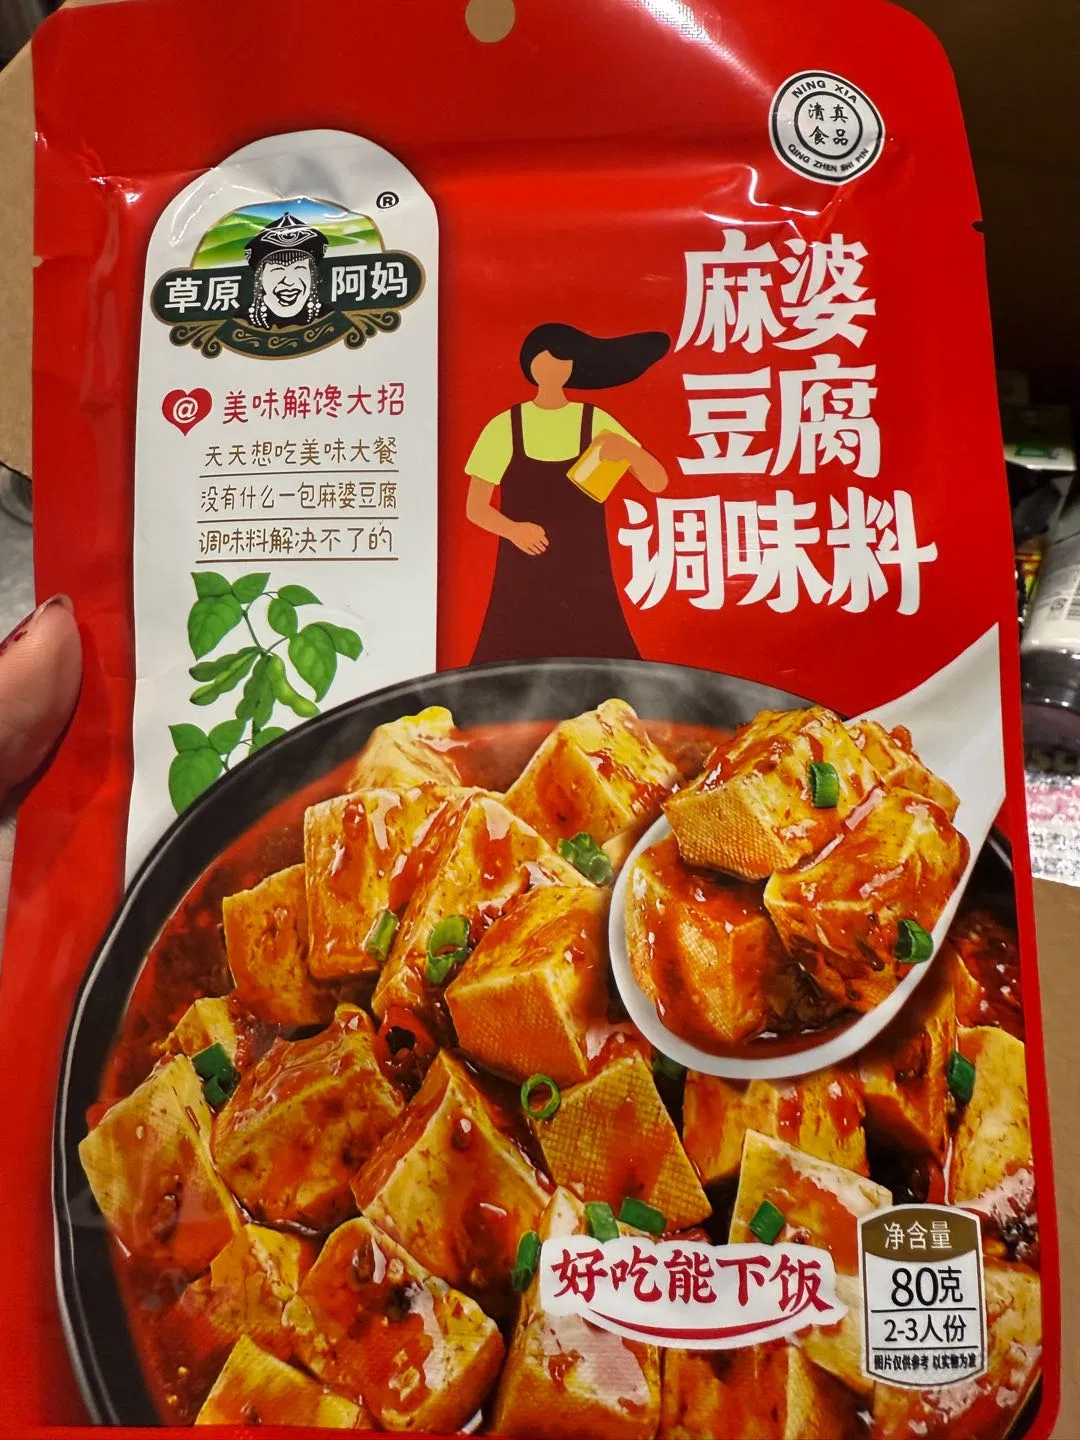 NING XIA
清真
食品
QING ZHEN SHI PIN
®
草原 阿妈
麻婆
豆腐
调味料
@ 美味解馋大招
天天想吃美味大餐
没有什么一包麻婆豆腐
调味料解决不了的
好吃能下饭
净含量
80克
2-3人份
图片仅供参考 以实物为准